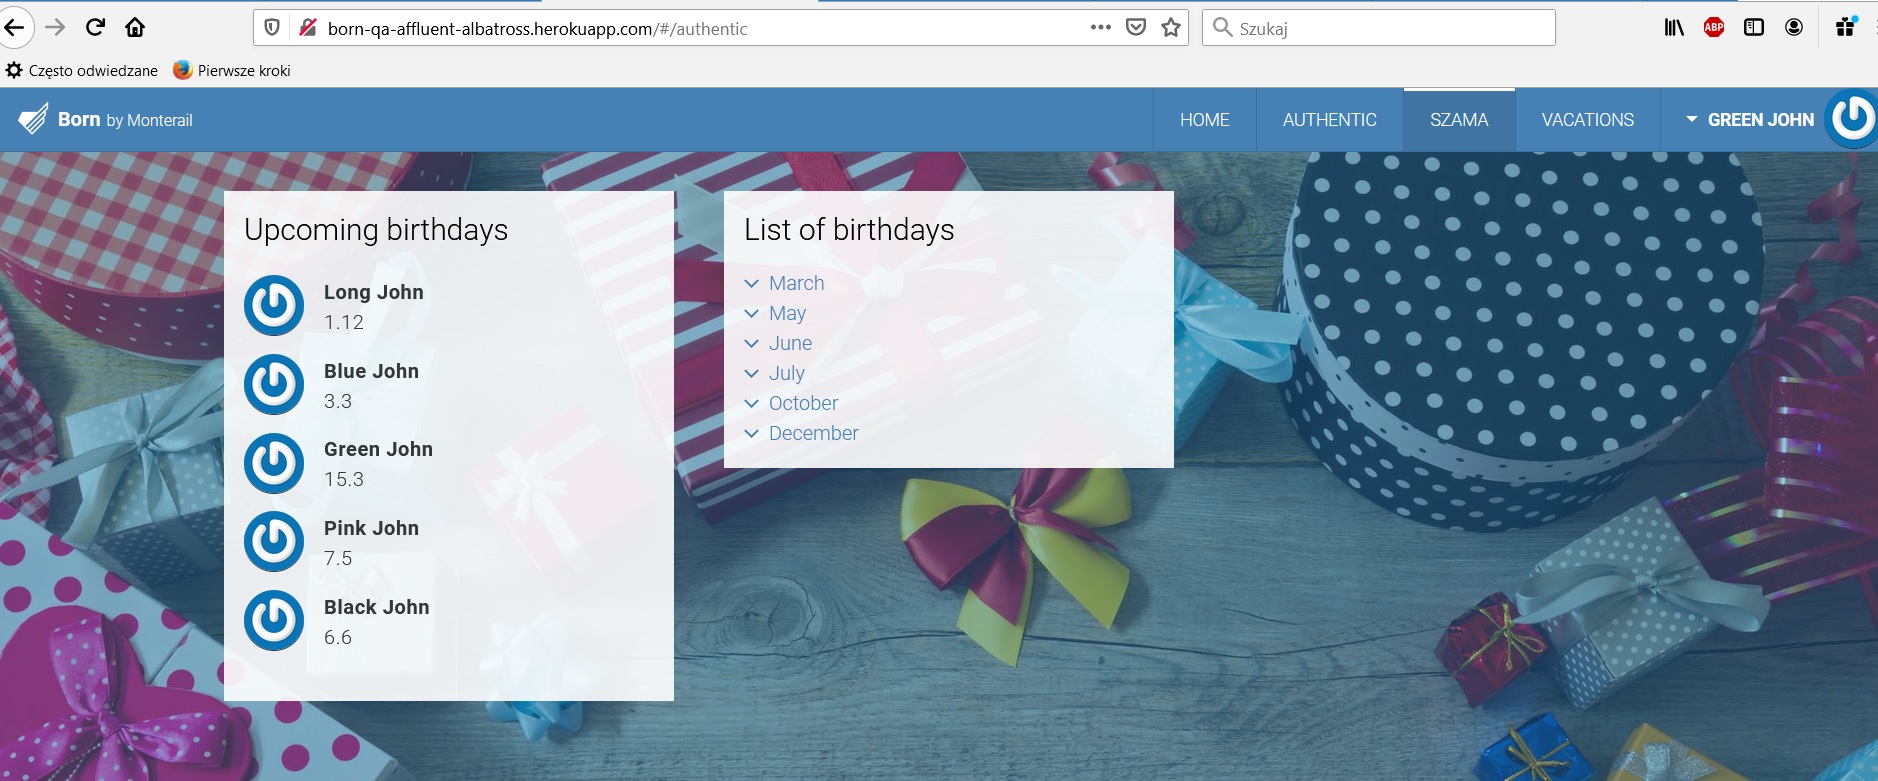 born-qa-affluent-albatross.herokuapp.com/#/authentic
Szukaj
ABP
Często odwiedzane
Pierwsze kroki
Born by Monterail
HOME
AUTHENTIC
SZAMA
VACATIONS
GREEN JOHN
Upcoming birthdays
Long John
1.12
Blue John
3.3
Green John
15.3
Pink John
7.5
Black John
6.6
List of birthdays
March
May
June
July
October
December